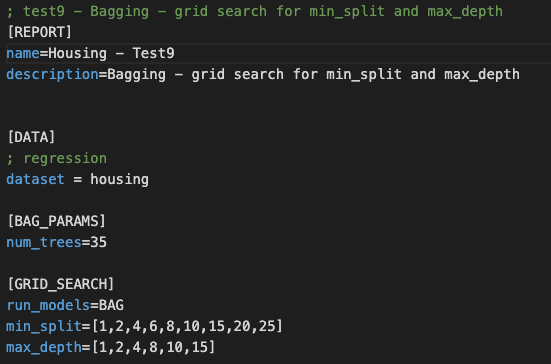 ; test9 - Bagging - grid search for min_split and max_depth
[REPORT]
name=Housing - Test9
description=Bagging - grid search for min_split and max_depth
[DATA]
; regression
dataset = housing
[BAG_PARAMS]
num_trees=35
[GRID_SEARCH]
run_models=BAG
min_split=[1,2,4,6,8,10,15,20,25]
max_depth=[1,2,4,8,10,15]